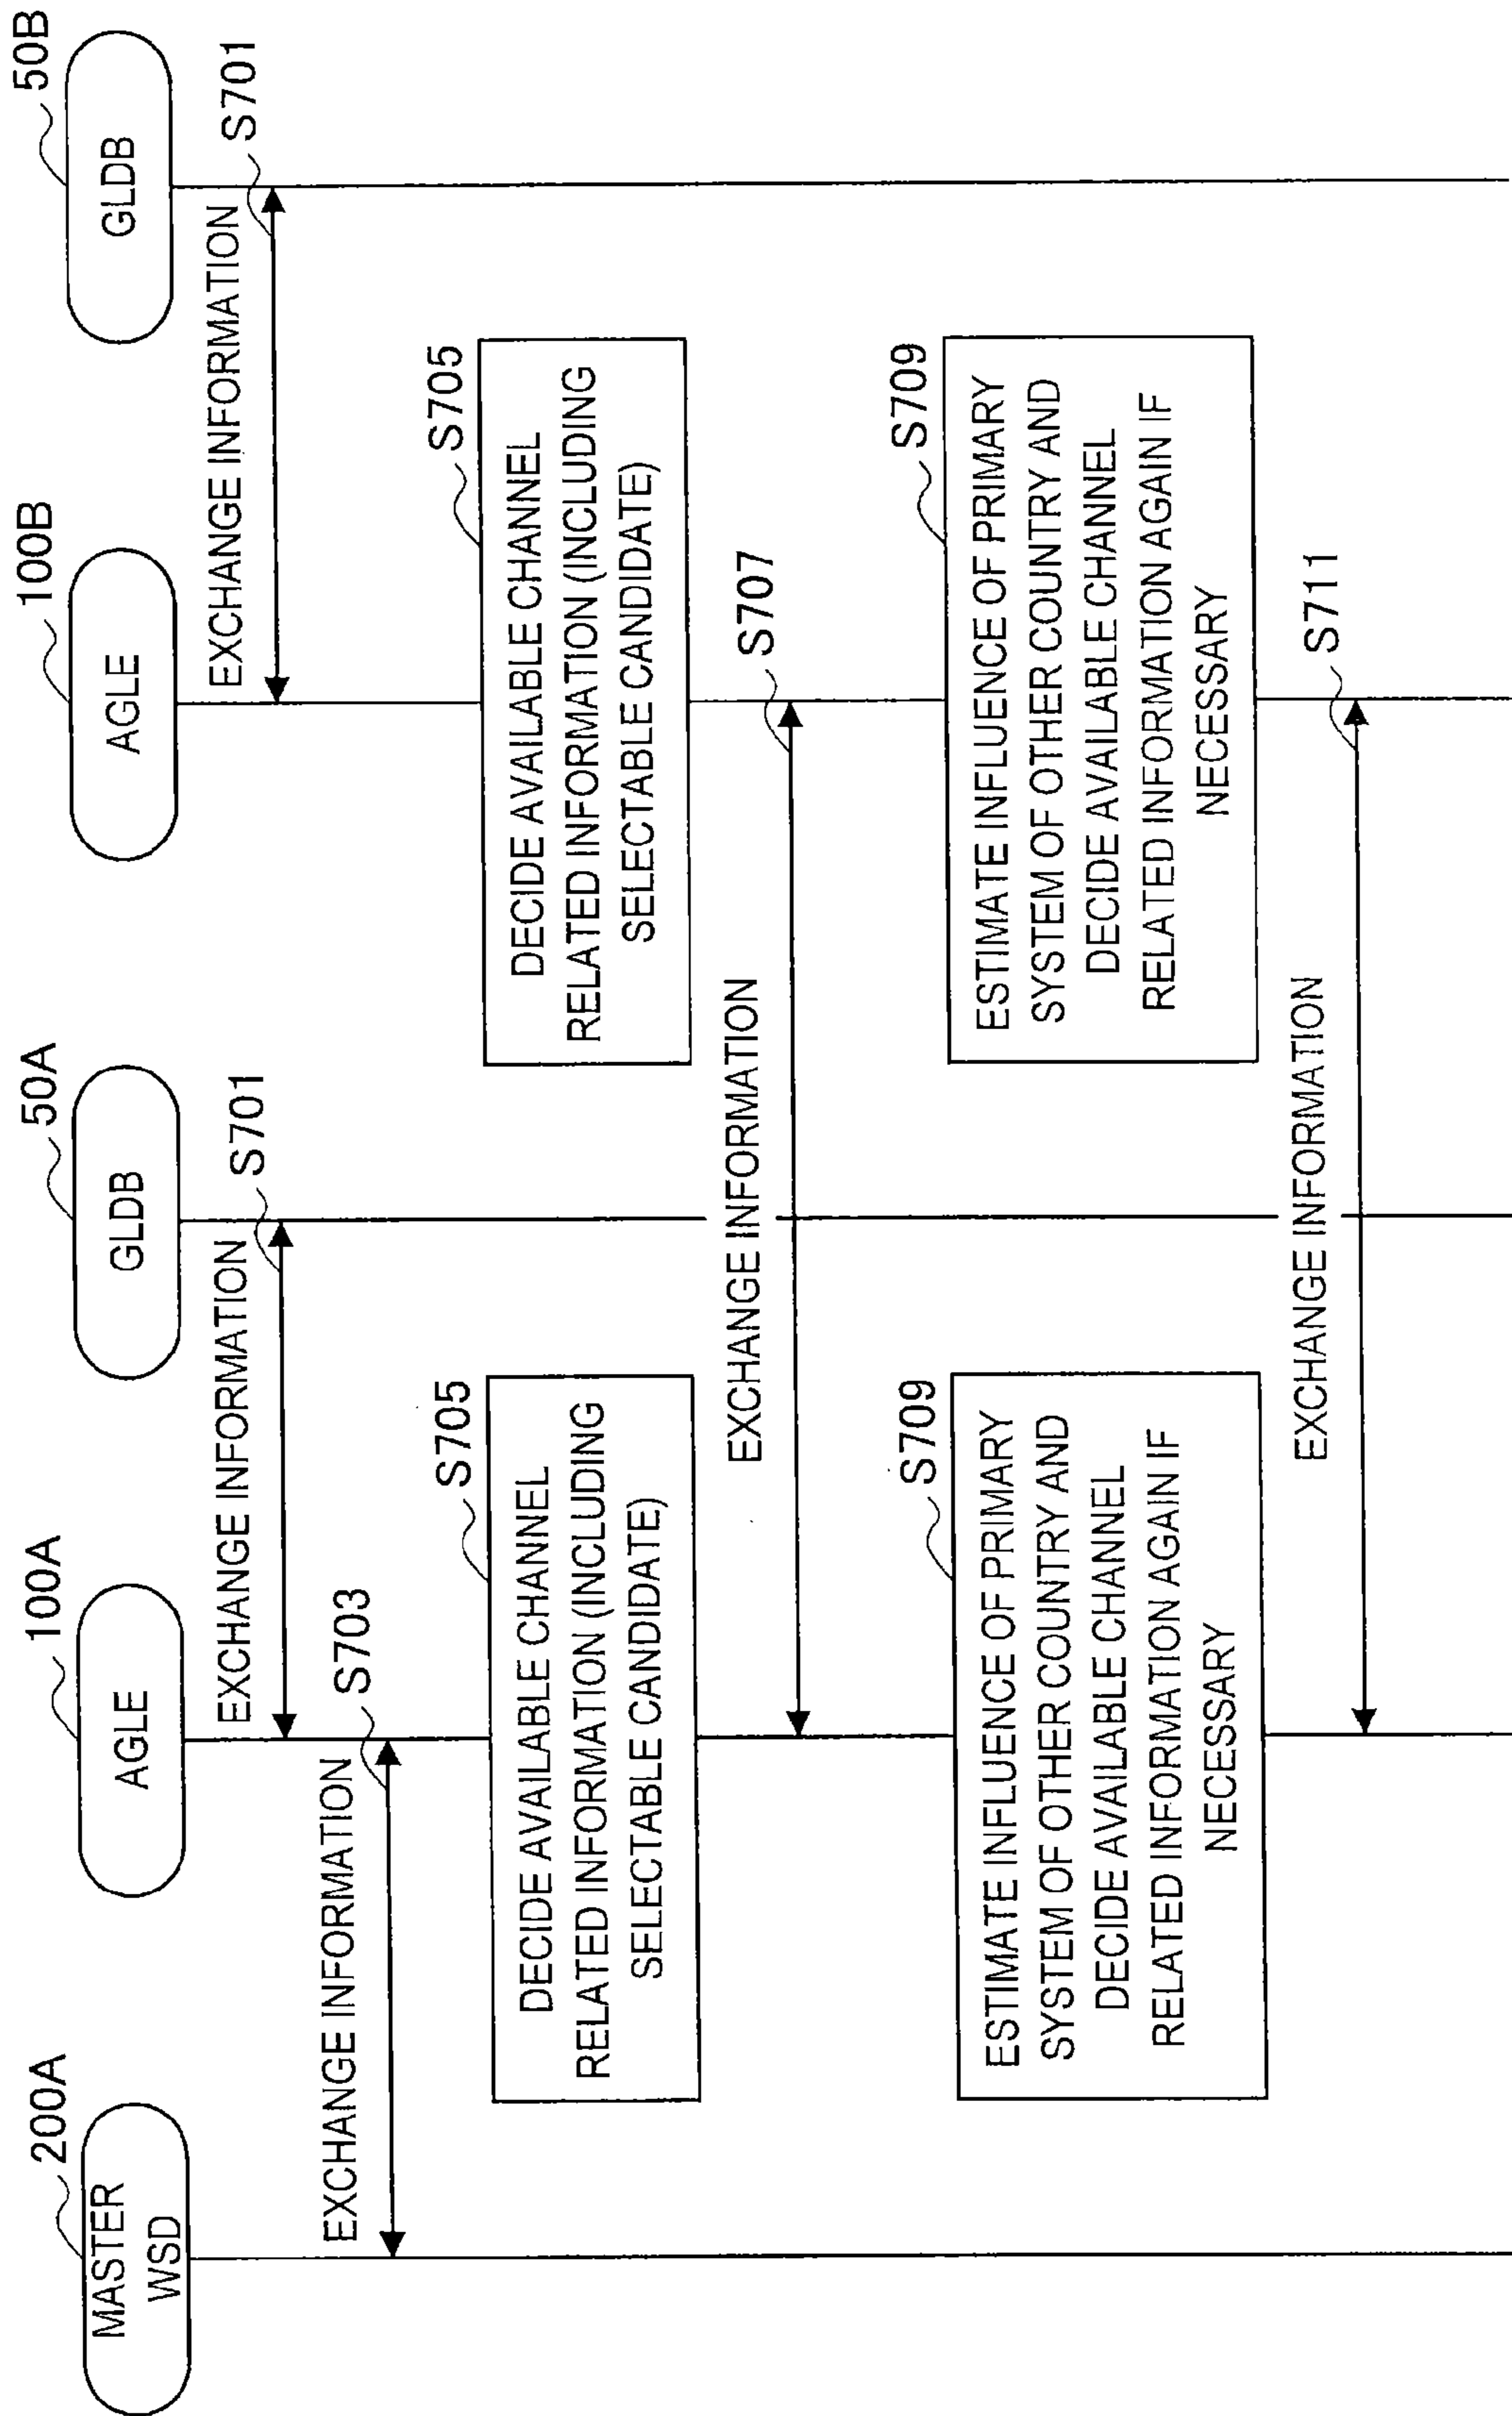 200A
MASTER
WSD
100A
AGLE
50A
GLDB
100B
AGLE
50B
GLDB
EXCHANGE INFORMATION
S701
EXCHANGE INFORMATION
S701
EXCHANGE INFORMATION
S703
S705
DECIDE AVAILABLE CHANNEL
RELATED INFORMATION (INCLUDING
SELECTABLE CANDIDATE)
S705
DECIDE AVAILABLE CHANNEL
RELATED INFORMATION (INCLUDING
SELECTABLE CANDIDATE)
EXCHANGE INFORMATION
S707
S709
ESTIMATE INFLUENCE OF PRIMARY
SYSTEM OF OTHER COUNTRY AND
DECIDE AVAILABLE CHANNEL
RELATED INFORMATION AGAIN IF
NECESSARY
S709
ESTIMATE INFLUENCE OF PRIMARY
SYSTEM OF OTHER COUNTRY AND
DECIDE AVAILABLE CHANNEL
RELATED INFORMATION AGAIN IF
NECESSARY
EXCHANGE INFORMATION
S711